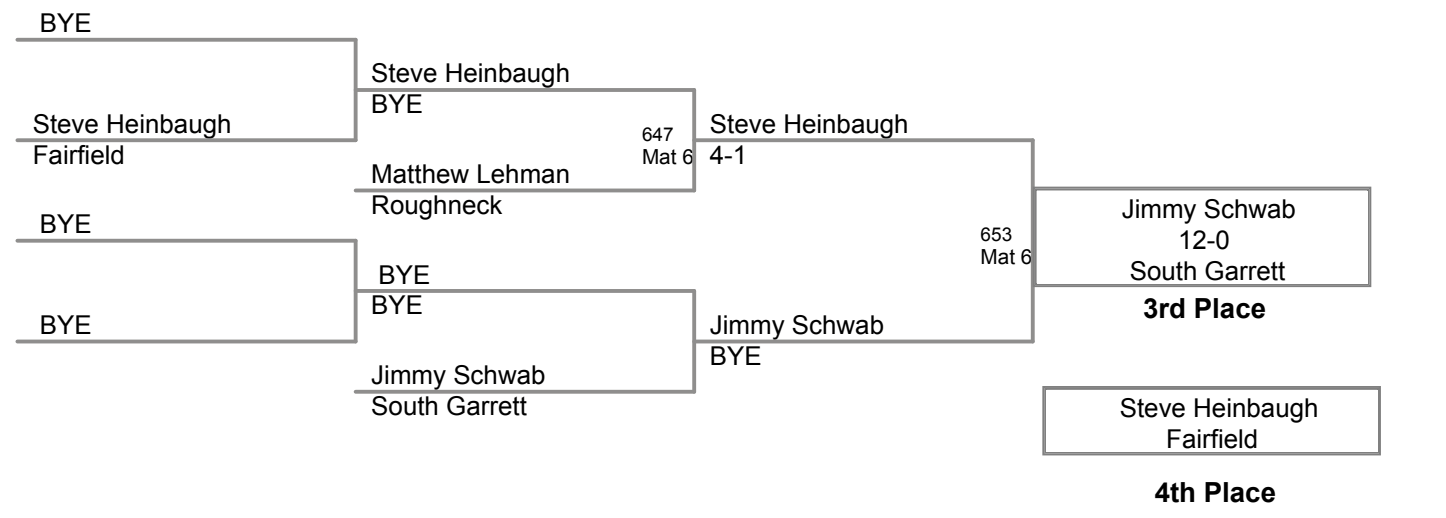 BYE
Steve Heinbaugh
BYE
Steve Heinbaugh
Fairfield
647
Mat 6
Steve Heinbaugh
4-1
Matthew Lehman
Roughneck
BYE
Jimmy Schwab
12-0
South Garrett
3rd Place
653
Mat 6
BYE
BYE
BYE
Jimmy Schwab
BYE
Jimmy Schwab
South Garrett
Steve Heinbaugh
Fairfield
4th Place